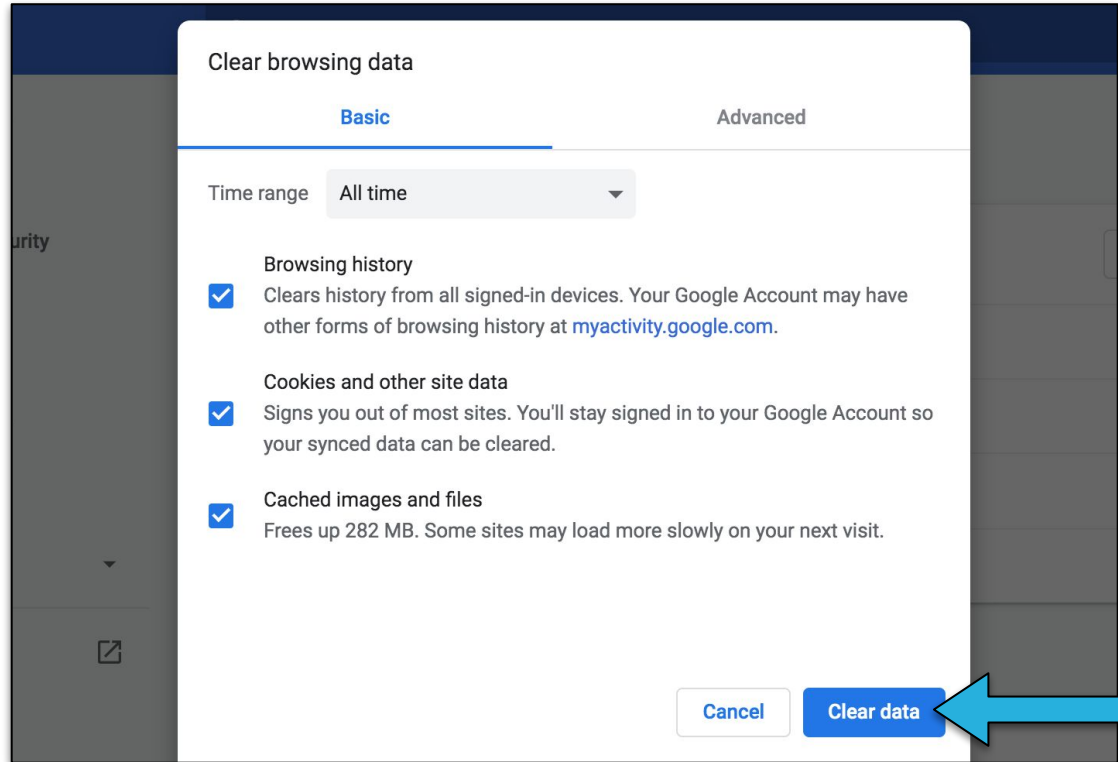 Clear browsing data
Basic
Advanced
Time range
All time
urity
Browsing history
Clears history from all signed-in devices. Your Google Account may have
other forms of browsing history at myactivity.google.com.
Cookies and other site data
Signs you out of most sites. You'll stay signed in to your Google Account so
your synced data can be cleared.
Cached images and files
Frees up 282 MB. Some sites may load more slowly on your next visit.
Cancel
Clear data